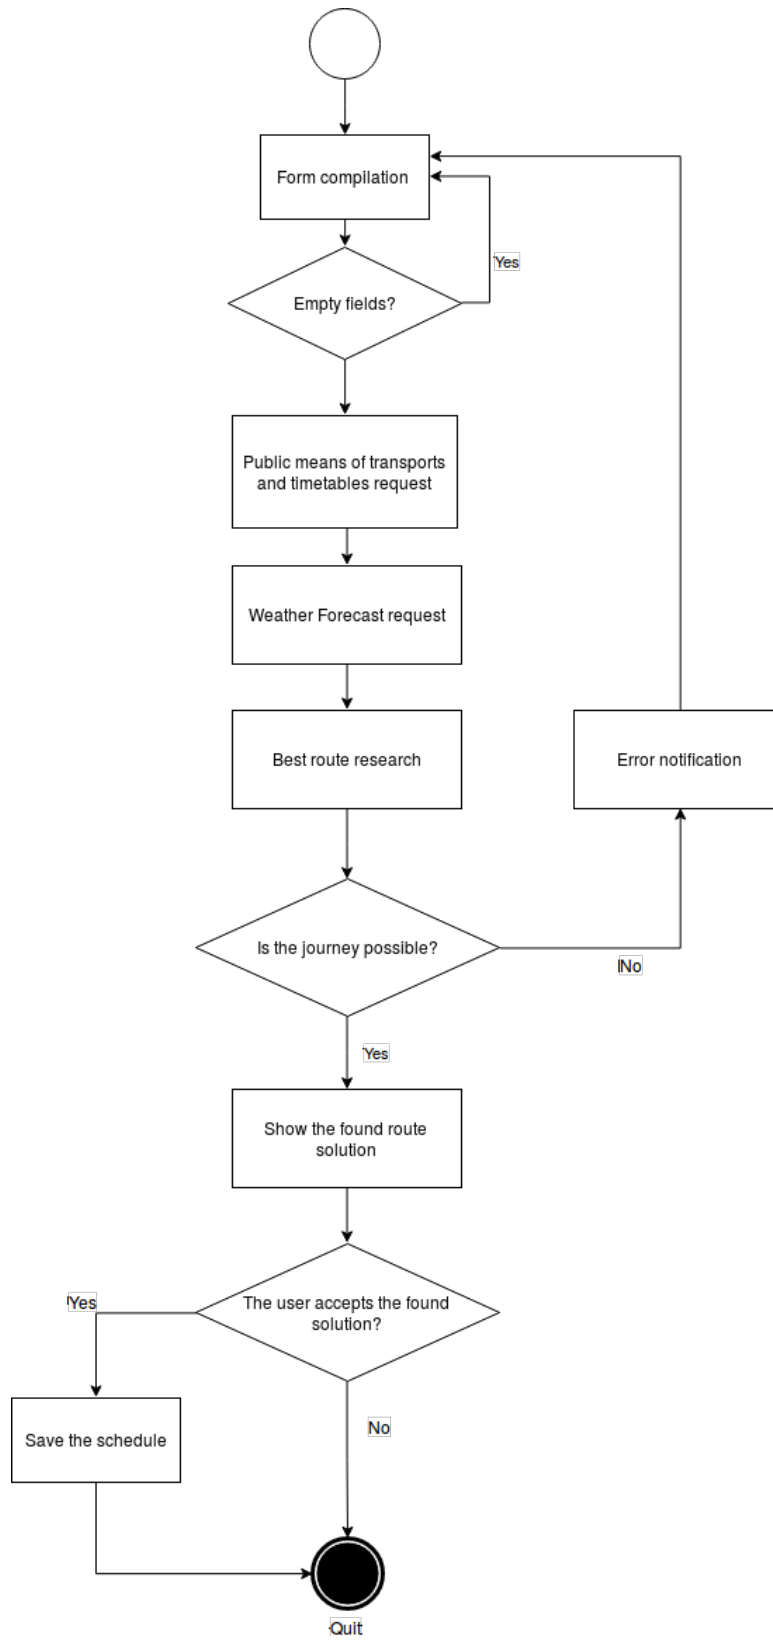 Form compilation
Yes
Empty fields?
Public means of transports
and timetables request
Weather Forecast request
Best route research
Error notification
Is the journey possible?
No
Yes
Show the found route
solution
The user accepts the found
solution?
Yes
No
Save the schedule
Quit